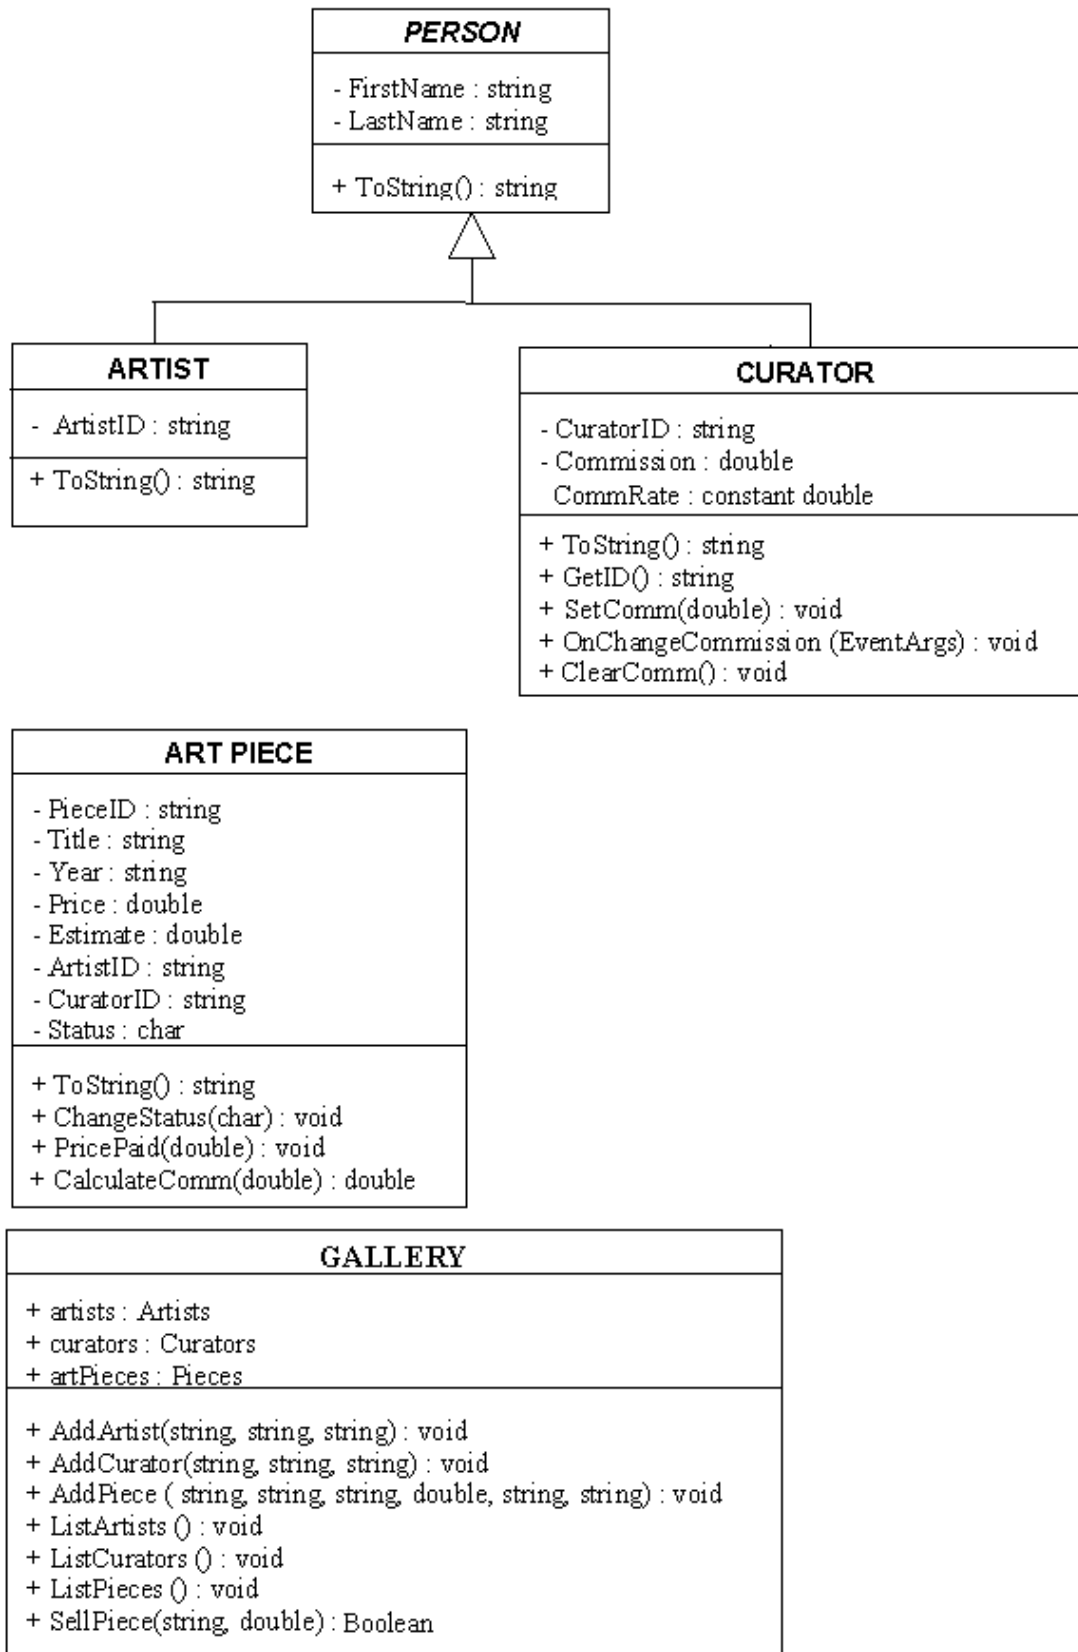 PERSON
- FirstName : string
- LastName : string
+ ToString() : string
ARTIST
- ArtistID : string
+ ToString() : string
CURATOR
- CuratorID : string
- Commission : double
CommRate : constant double
+ ToString() : string
+ GetID() : string
+ SetComm(double) : void
+ OnChangeCommission (EventArgs) : void
+ ClearComm() : void
ART PIECE
- PieceID : string
- Title : string
- Year : string
- Price : double
- Estimate : double
- ArtistID : string
- CuratorID : string
- Status : char
+ ToString() : string
+ ChangeStatus(char) : void
+ PricePaid(double) : void
+ CalculateComm(double) : double
GALLERY
+ artists : Artists
+ curators : Curators
+ artPieces : Pieces
+ AddArtist(string, string, string) : void
+ AddCurator(string, string, string) : void
+ AddPiece ( string, string, string, double, string, string) : void
+ ListArtists () : void
+ ListCurators () : void
+ ListPieces () : void
+ SellPiece(string, double) : Boolean